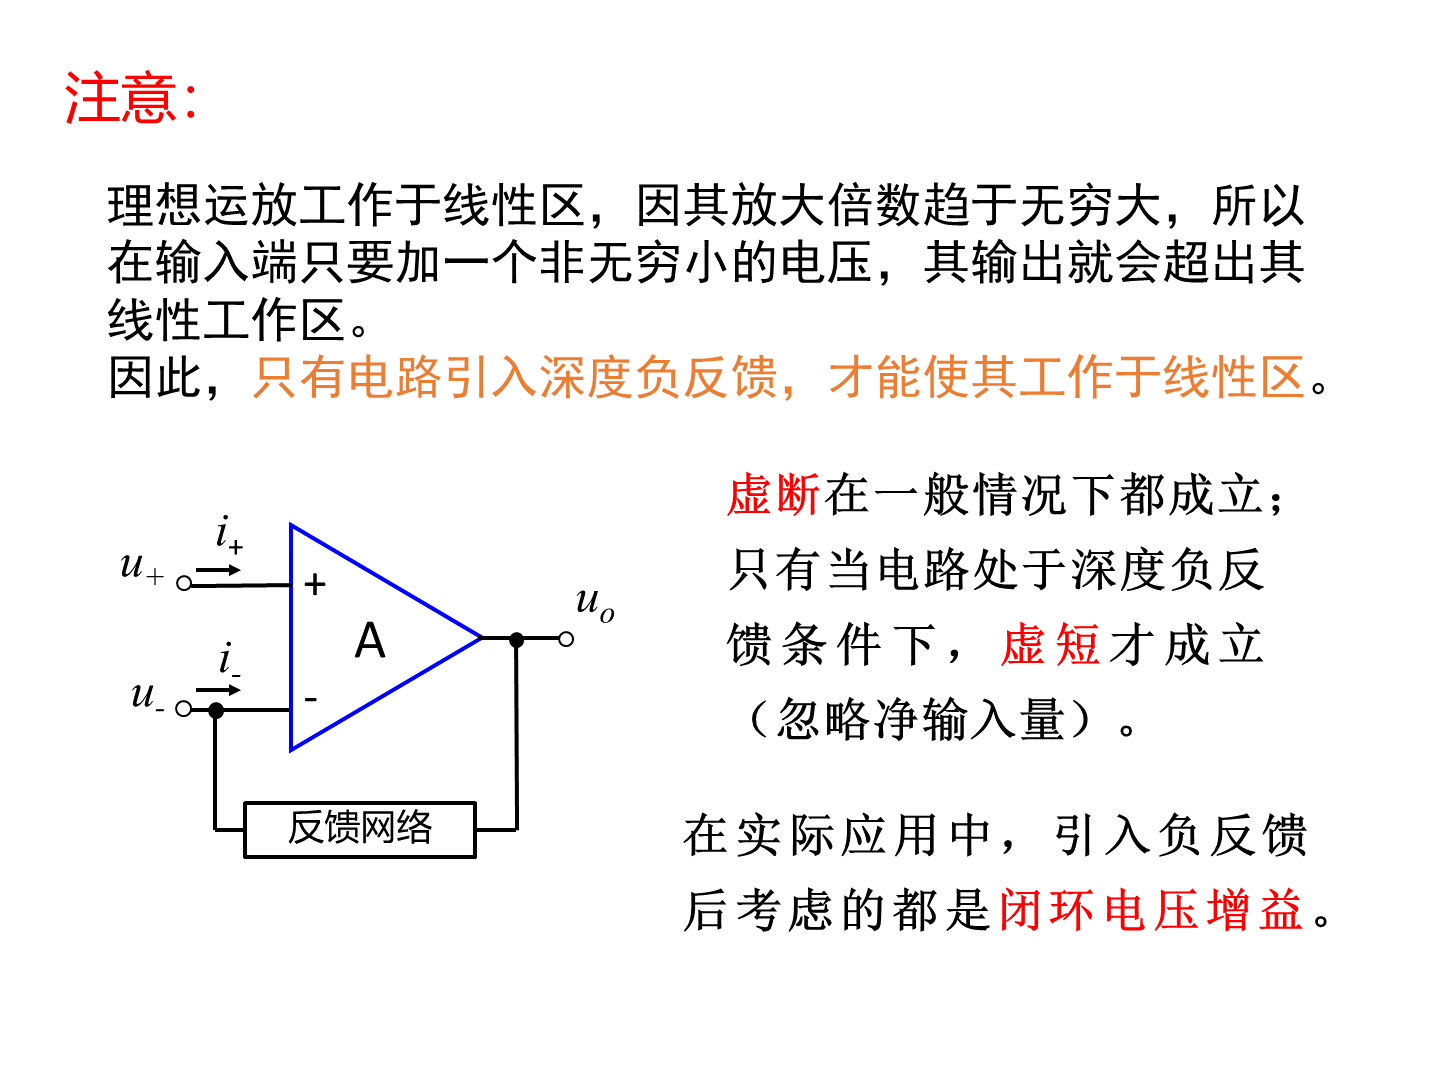 注意：
理想运放工作于线性区，因其放大倍数趋于无穷大，所以
在输入端只要加一个非无穷小的电压，其输出就会超出其
线性工作区。
因此，只有电路引入深度负反馈，才能使其工作于线性区。
虚断在一般情况下都成立；
只有当电路处于深度负反
馈条件下，虚短才成立
（忽略净输入量）。
i+
u+
+
A
uo
i-
u-
-
反馈网络
在实际应用中，引入负反馈
后考虑的都是闭环电压增益。